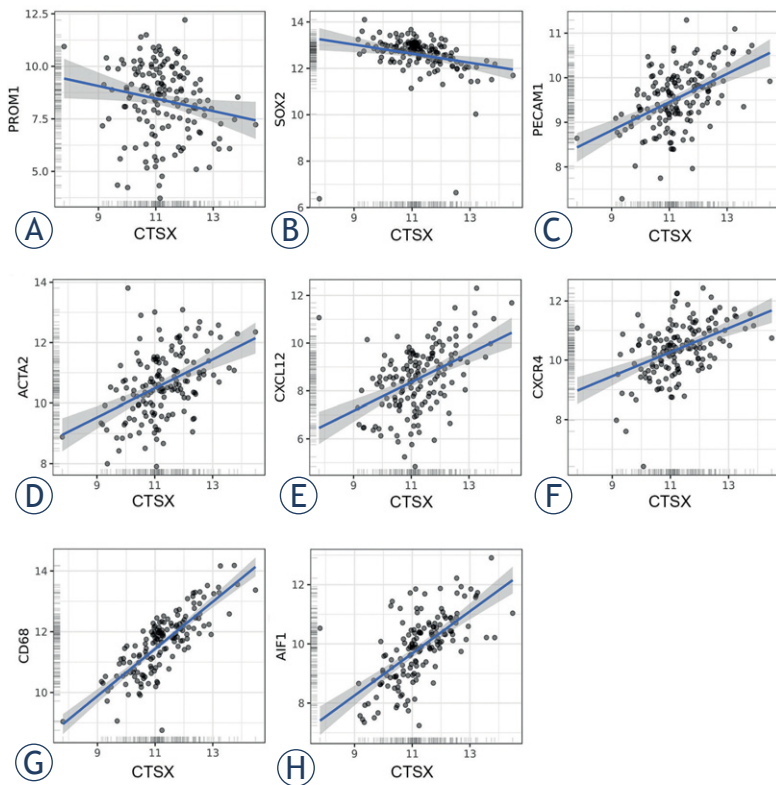 12.5
10.0
7.5
5.0
PROM1
9 11 13
CTSX
A
14
12
10
8
6
SOX2
9 11 13
CTSX
B
11
10
9
8
PECAM1
9 11 13
CTSX
C
14
12
10
8
ACTA2
9 11 13
CTSX
D
12
10
8
6
CXCL12
9 11 13
CTSX
E
12
10
8
CXCR4
9 11 13
CTSX
F
14
12
10
CD68
9 11 13
CTSX
G
12
10
8
AIF1
9 11 13
CTSX
H